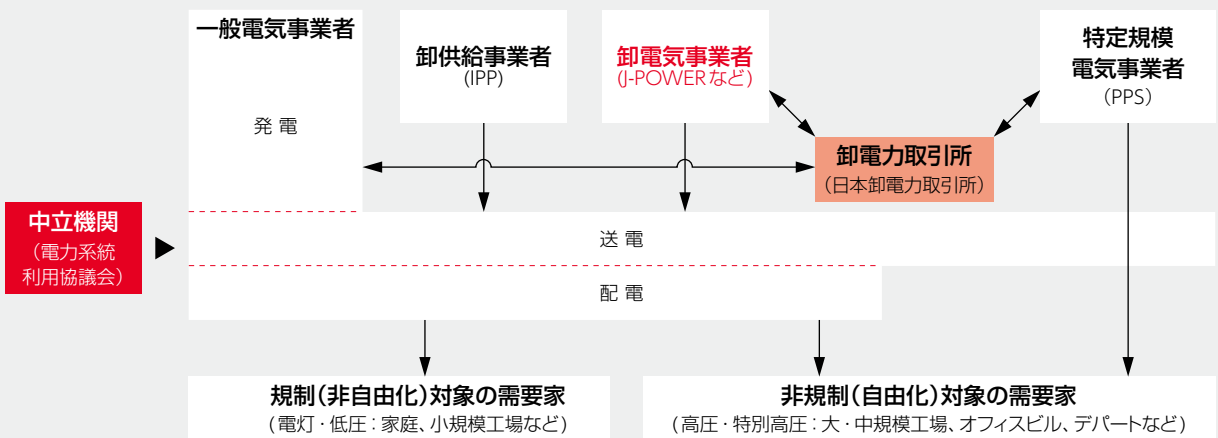 一般電気事業者
発電
卸供給事業者
(IPP)
卸電気事業者
(J-POWERなど)
特定規模
電気事業者
(PPS)
卸電力取引所
(日本卸電力取引所)
中立機関
(電力系統
利用協議会)
送電
配電
規制(非自由化)対象の需要家
(電灯・低圧:家庭、小規模工場など)
非規制(自由化)対象の需要家
(高圧・特別高圧:大・中規模工場、オフィスビル、デパートなど)